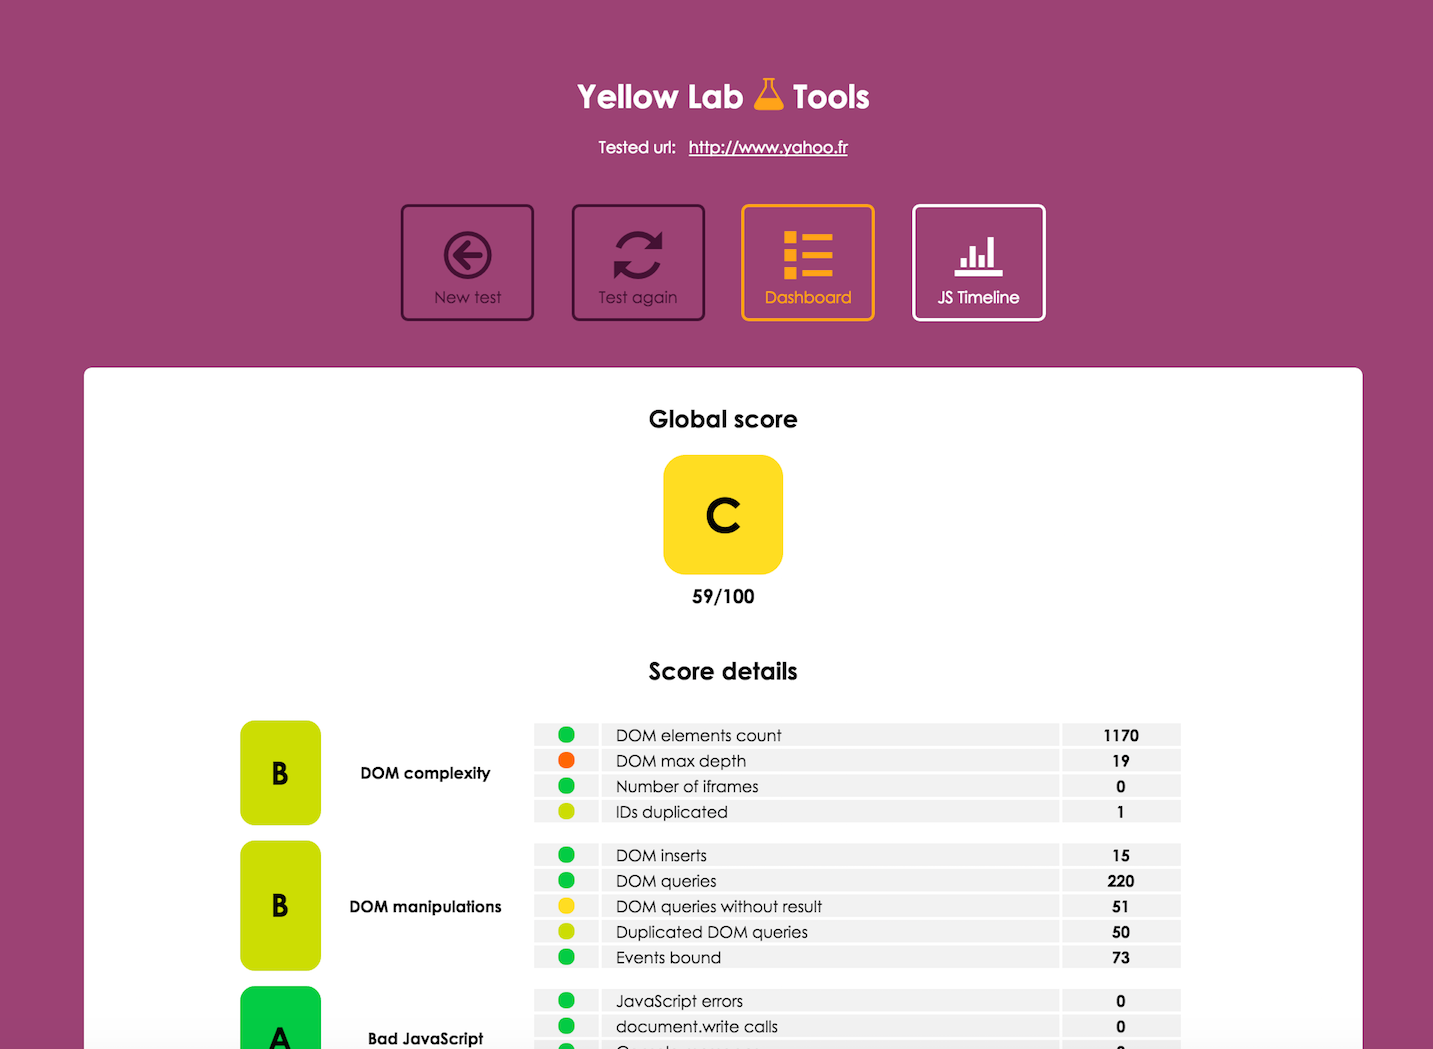 Yellow Lab Tools
Tested url: http://www.yahoo.fr
New test
Test again
Dashboard
JS Timeline
Global score
C
59/100
Score details
B
DOM complexity
DOM elements count 1170
DOM max depth 19
Number of iframes 0
IDs duplicated 1
B
DOM manipulations
DOM inserts 15
DOM queries 220
DOM queries without result 51
Duplicated DOM queries 50
Events bound 73
A
Bad JavaScript
JavaScript errors 0
document.write calls 0